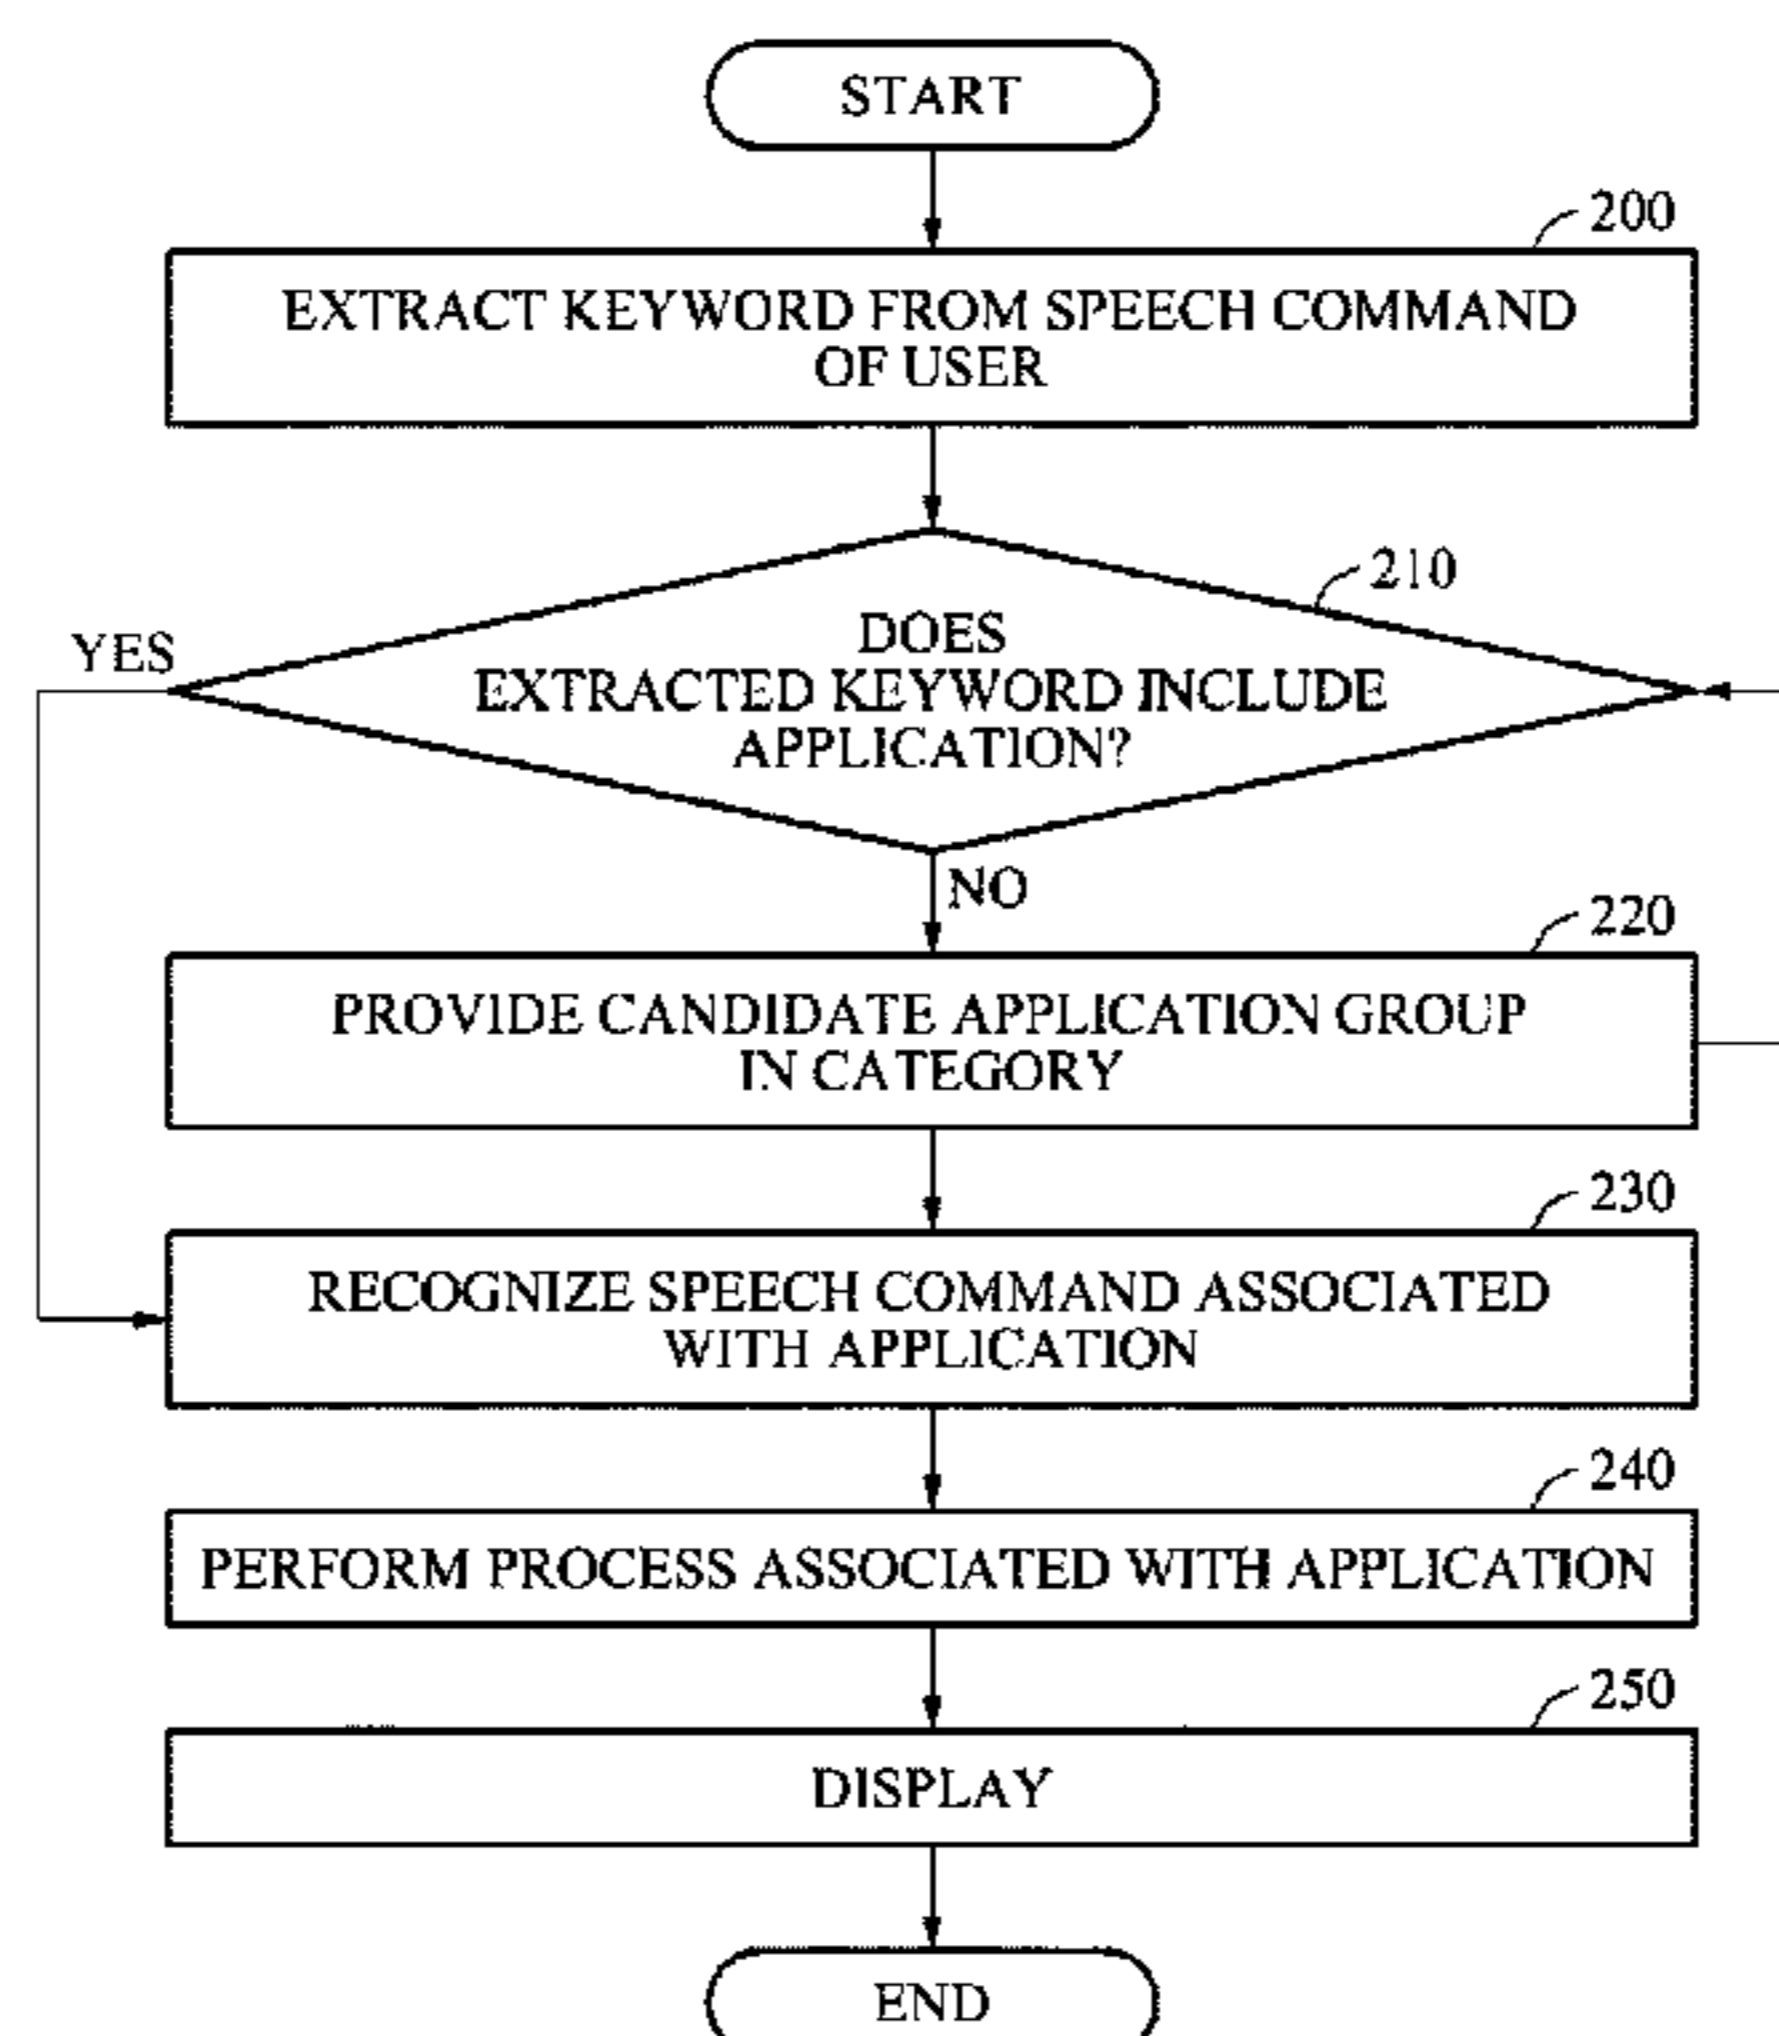 START
200
EXTRACT KEYWORD FROM SPEECH COMMAND
OF USER
210
YES
DOES
EXTRACTED KEYWORD INCLUDE
APPLICATION?
NO
220
PROVIDE CANDIDATE APPLICATION GROUP
IN CATEGORY
230
RECOGNIZE SPEECH COMMAND ASSOCIATED
WITH APPLICATION
240
PERFORM PROCESS ASSOCIATED WITH APPLICATION
250
DISPLAY
END